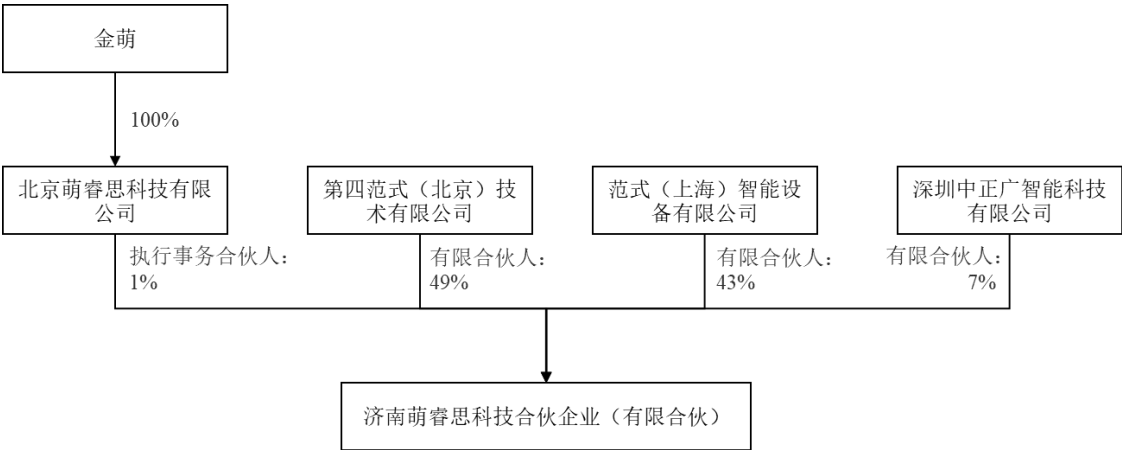 金萌
100%
北京萌睿思科技有限
公司
第四范式（北京）技
术有限公司
范式（上海）智能设
备有限公司
深圳中正广智能科技
有限公司
执行事务合伙人：
1%
有限合伙人：
49%
有限合伙人：
43%
有限合伙人：
7%
济南萌睿思科技合伙企业（有限合伙）